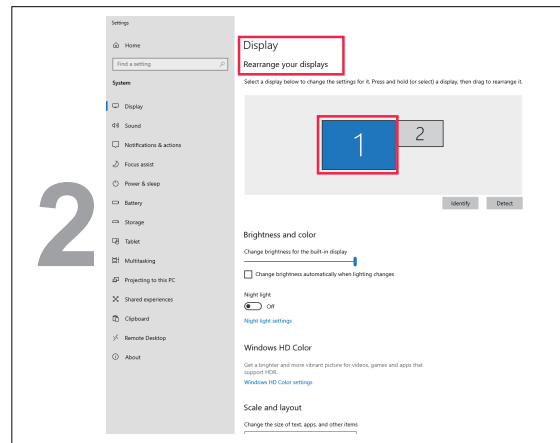 2
Settings
Home
Find a setting
System
Display
Sound
Notifications & actions
Focus assist
Power & sleep
Battery
Storage
Tablet
Multitasking
Projecting to this PC
Shared experiences
Clipboard
Remote Desktop
About
Display
Rearrange your displays
Select a display below to change the settings for it. Press and hold (or select) a display, then drag to rearrange it.
1
2
Identify
Detect
Brightness and color
Change brightness for the built-in display
Change brightness automatically when lighting changes
Night light
Off
Night light settings
Windows HD Color
Get a brighter and more vibrant picture for videos, games and apps that
support HDR.
Windows HD Color settings
Scale and layout
Change the size of text, apps, and other items